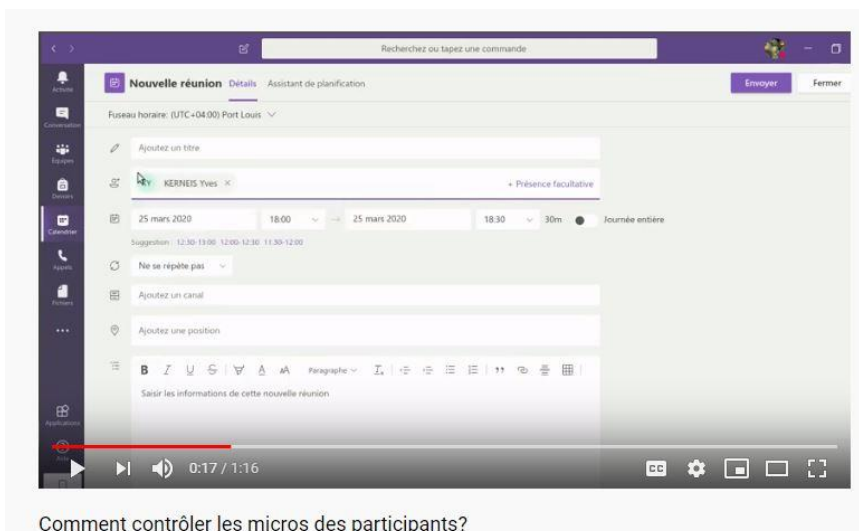 Recherchez ou tapez une commande
Activité
Nouvelle réunion Détails Assistant de planification
Envoyer Fermer
Conversation
Fuseau horaire: (UTC+04:00) Port Louis
Équipes
Ajoutez un titre
Devoirs
KERNEIS Yves × + Présence facultative
Calendrier
25 mars 2020 18:00 → 25 mars 2020 18:30 30m Journée entière
Suggestion: 12:30-13:00 12:00-12:30 11:30-12:00
Appels
Ne se répète pas
Fichiers
Ajoutez un canal
Ajoutez une position
B I U S A AA Paragraphe
Saisir les informations de cette nouvelle réunion
Applications
0:17 / 1:16
CC
Comment contrôler les micros des participants?